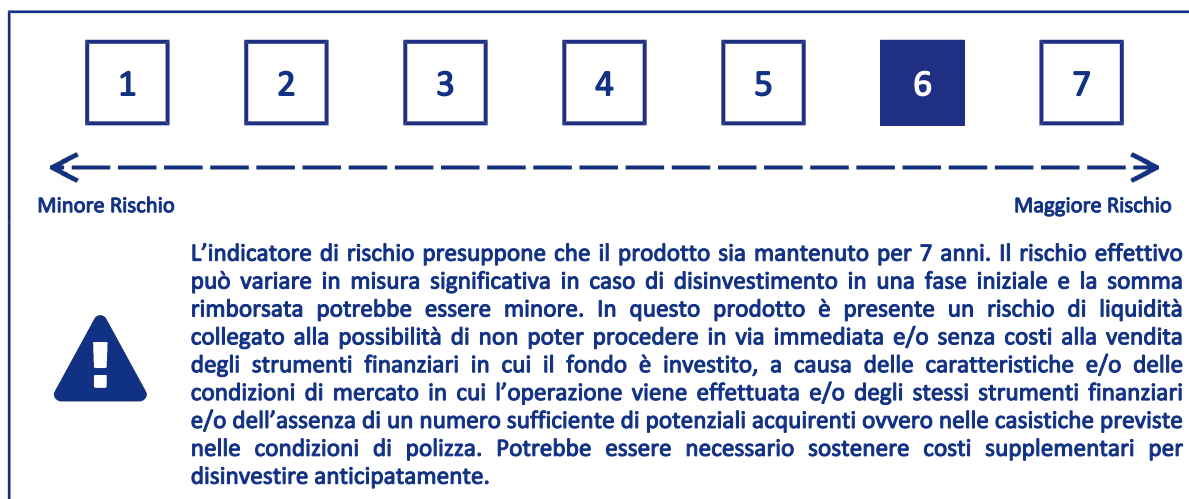 1 2 3 4 5 6 7
Minore Rischio Maggiore Rischio
L'indicatore di rischio presuppone che il prodotto sia mantenuto per 7 anni. Il rischio effettivo
può variare in misura significativa in caso di disinvestimento in una fase iniziale e la somma
rimborsata potrebbe essere minore. In questo prodotto è presente un rischio di liquidità
collegato alla possibilità di non poter procedere in via immediata e/o senza costi alla vendita
degli strumenti finanziari in cui il fondo è investito, a causa delle caratteristiche e/o delle
condizioni di mercato in cui l'operazione viene effettuata e/o degli stessi strumenti finanziari
e/o dell'assenza di un numero sufficiente di potenziali acquirenti ovvero nelle casistiche previste
nelle condizioni di polizza. Potrebbe essere necessario sostenere costi supplementari per
disinvestire anticipatamente.